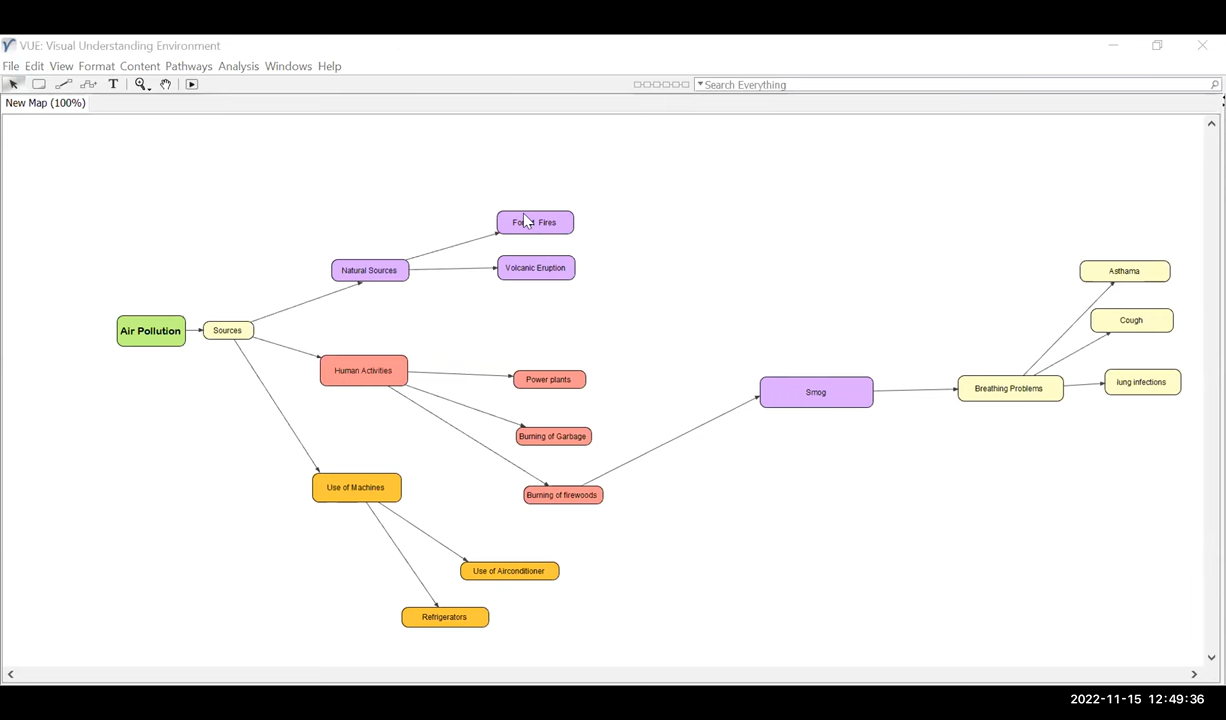 VUE: Visual Understanding Environment
File Edit View Format Content Pathways Analysis Windows Help
T
Search Everything
New Map (100%)
Fires
Natural Sources
Volcanic Eruption
Asthama
Cough
Air Pollution
Sources
Human Activities
Power plants
Smog
Breathing Problems
lung infections
Burning of Garbage
Use of Machines
Burning of firewoods
Use of Airconditioner
Refrigerators
2022-11-15 12:49:36